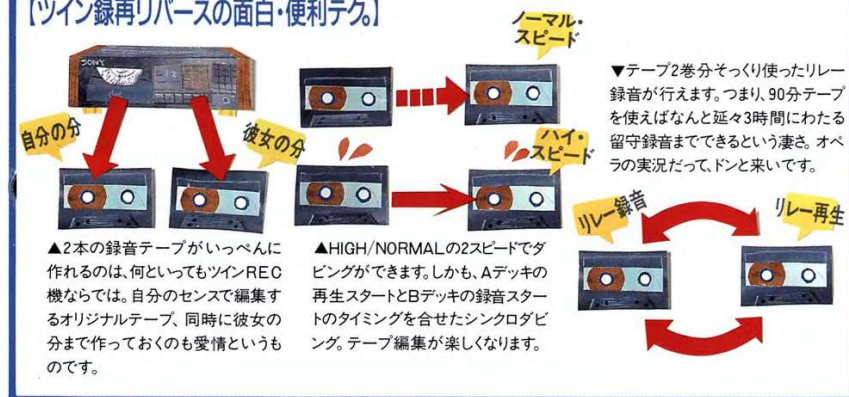 【ツイン録再リバースの面白・便利テク。】
SONY
自分の分
彼女の分
▲2本の録音テープがいっぺんに
作れるのは、何といってもツインREC
機ならでは。自分のセンスで編集す
るオリジナルテープ、同時に彼女の
分まで作っておくのも愛情というも
のです。
ノーマル・
スピード
ハイ・
スピード
▲HIGH/NORMALの2スピードでダ
ビングができます。しかも、Aデッキの
再生スタートとBデッキの録音スター
トのタイミングを合せたシンクロダビ
ング。テープ編集が楽しくなります。
▼テープ2巻分そっくり使ったリレー
録音が行えます。つまり、90分テープ
を使えばなんと延々3時間にわたる
留守録音までできるという凄さ。オペ
ラの実況だって、ドンと来いです。
リレー録音
リレー再生